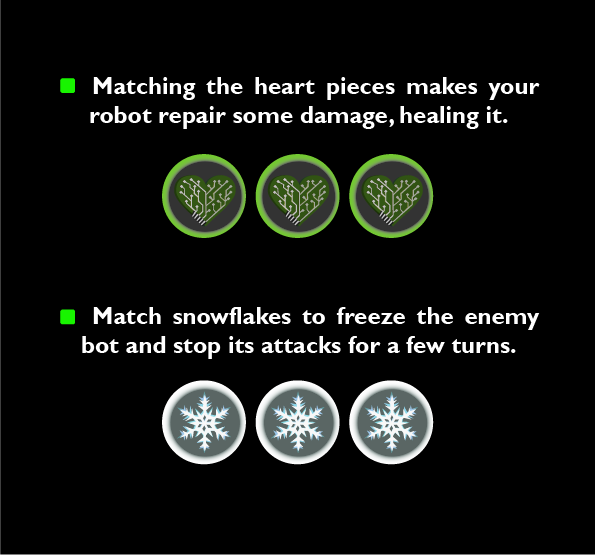 Matching the heart pieces makes your
robot repair some damage, healing it.
Match snowflakes to freeze the enemy
bot and stop its attacks for a few turns.